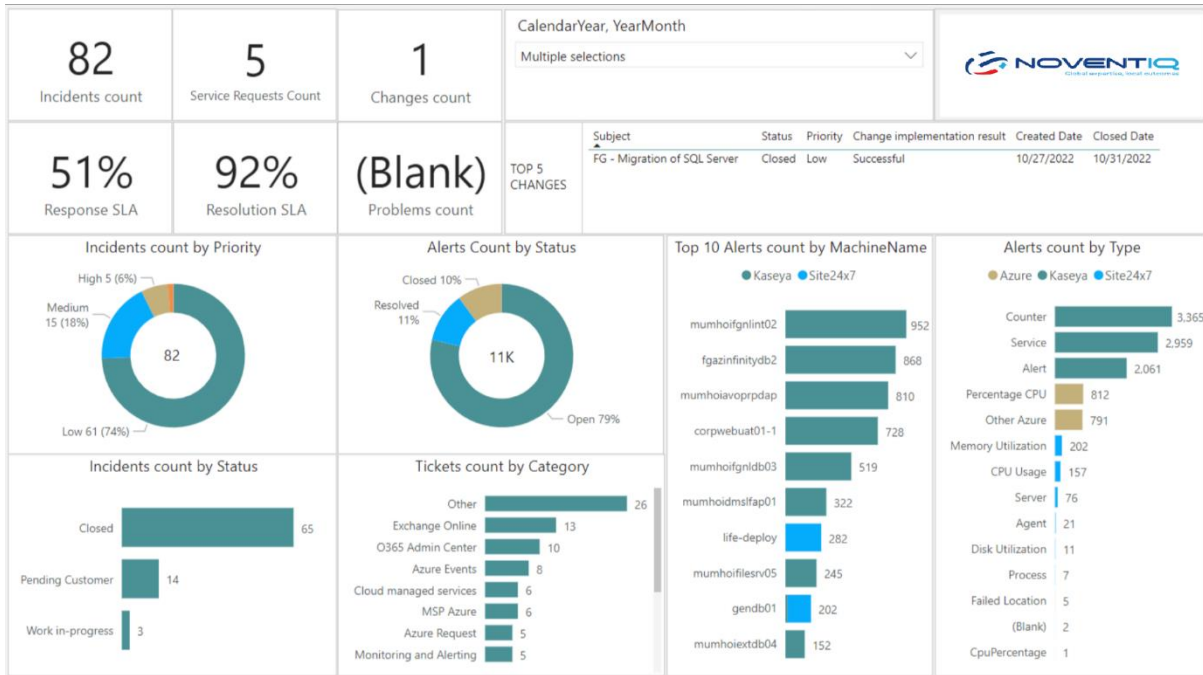 82
Incidents count
5
Service Requests Count
1
Changes count
CalendarYear, YearMonth
Multiple selections
NOVENTIQ
Global expertise, local outcomes
51%
Response SLA
92%
Resolution SLA
(Blank)
Problems count
TOP 5
CHANGES
Subject Status Priority Change implementation result Created Date Closed Date
FG - Migration of SQL Server Closed Low Successful 10/27/2022 10/31/2022
Incidents count by Priority
High 5 (6%)
Medium
15 (18%)
82
Low 61 (74%)
Alerts Count by Status
Closed 10%
Resolved
11%
11K
Open 79%
Top 10 Alerts count by MachineName
Kaseya Site24x7
mumhoifgnlint02 952
fgazinfinitydb2 868
mumhoiavoprpdap 810
corpwebuat01-1 728
mumhoifgnldb03 519
mumhoidmslfap01 322
life-deploy 282
mumhoifilesrv05 245
gendb01 202
mumhoiextdb04 152
Alerts count by Type
Azure Kaseya Site24x7
Counter 3.365
Service 2.959
Alert 2.061
Percentage CPU 812
Other Azure 791
Memory Utilization 202
CPU Usage 157
Server 76
Agent 21
Disk Utilization 11
Process 7
Failed Location 5
(Blank) 2
CpuPercentage 1
Incidents count by Status
Closed 65
Pending Customer 14
Work in-progress 3
Tickets count by Category
Other 26
Exchange Online 13
O365 Admin Center 10
Azure Events 8
Cloud managed services 6
MSP Azure 6
Azure Request 5
Monitoring and Alerting 5